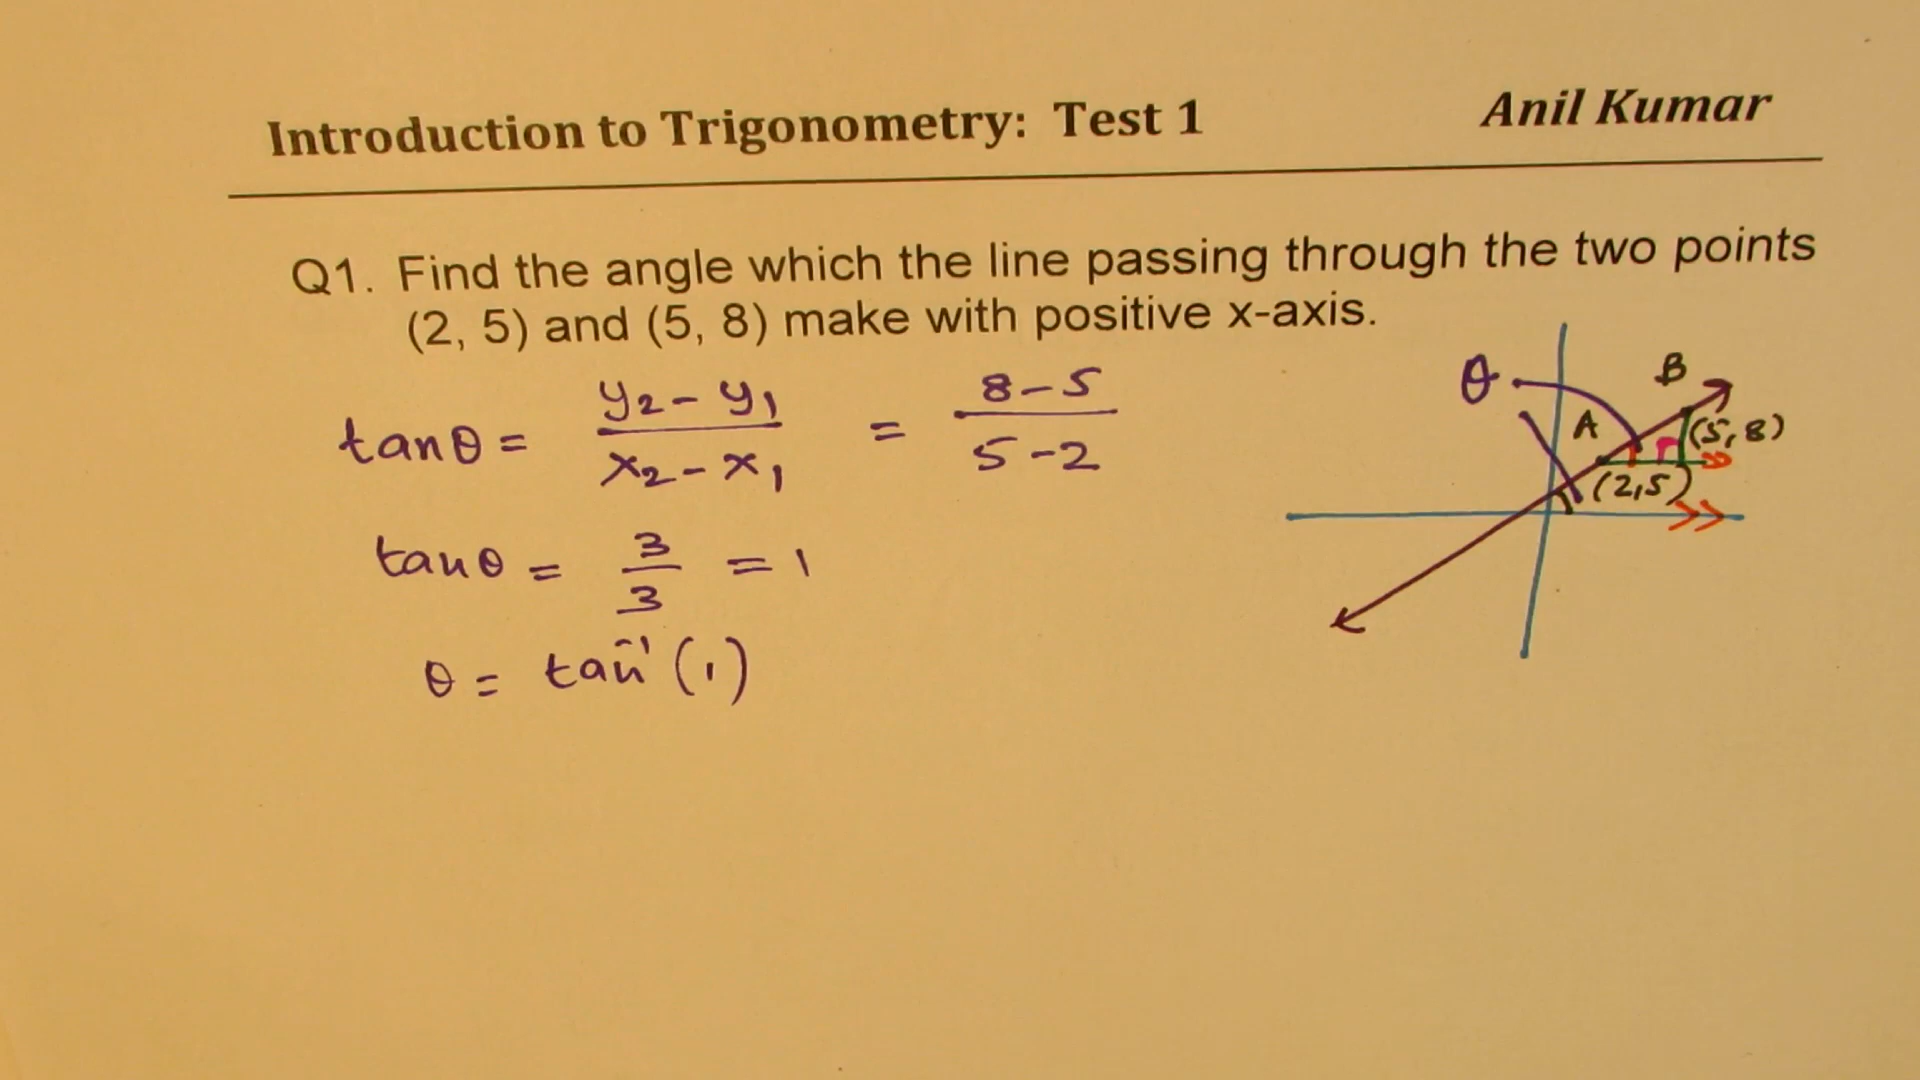 Introduction to Trigonometry: Test 1 Anil Kumar
Q1. Find the angle which the line passing through the two points
(2, 5) and (5, 8) make with positive x-axis.
tanθ = y₂ - y₁ / x₂ - x₁ = 8 - 5 / 5 - 2
tanθ = 3/3 = 1
θ = tan⁻¹ (1)
θ
B
A
(5, 8)
(2,5)